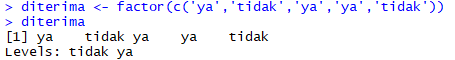 > diterima <- factor(c('ya','tidak','ya','ya','tidak'))
> diterima
[1] ya    tidak ya    ya    tidak
Levels: tidak ya